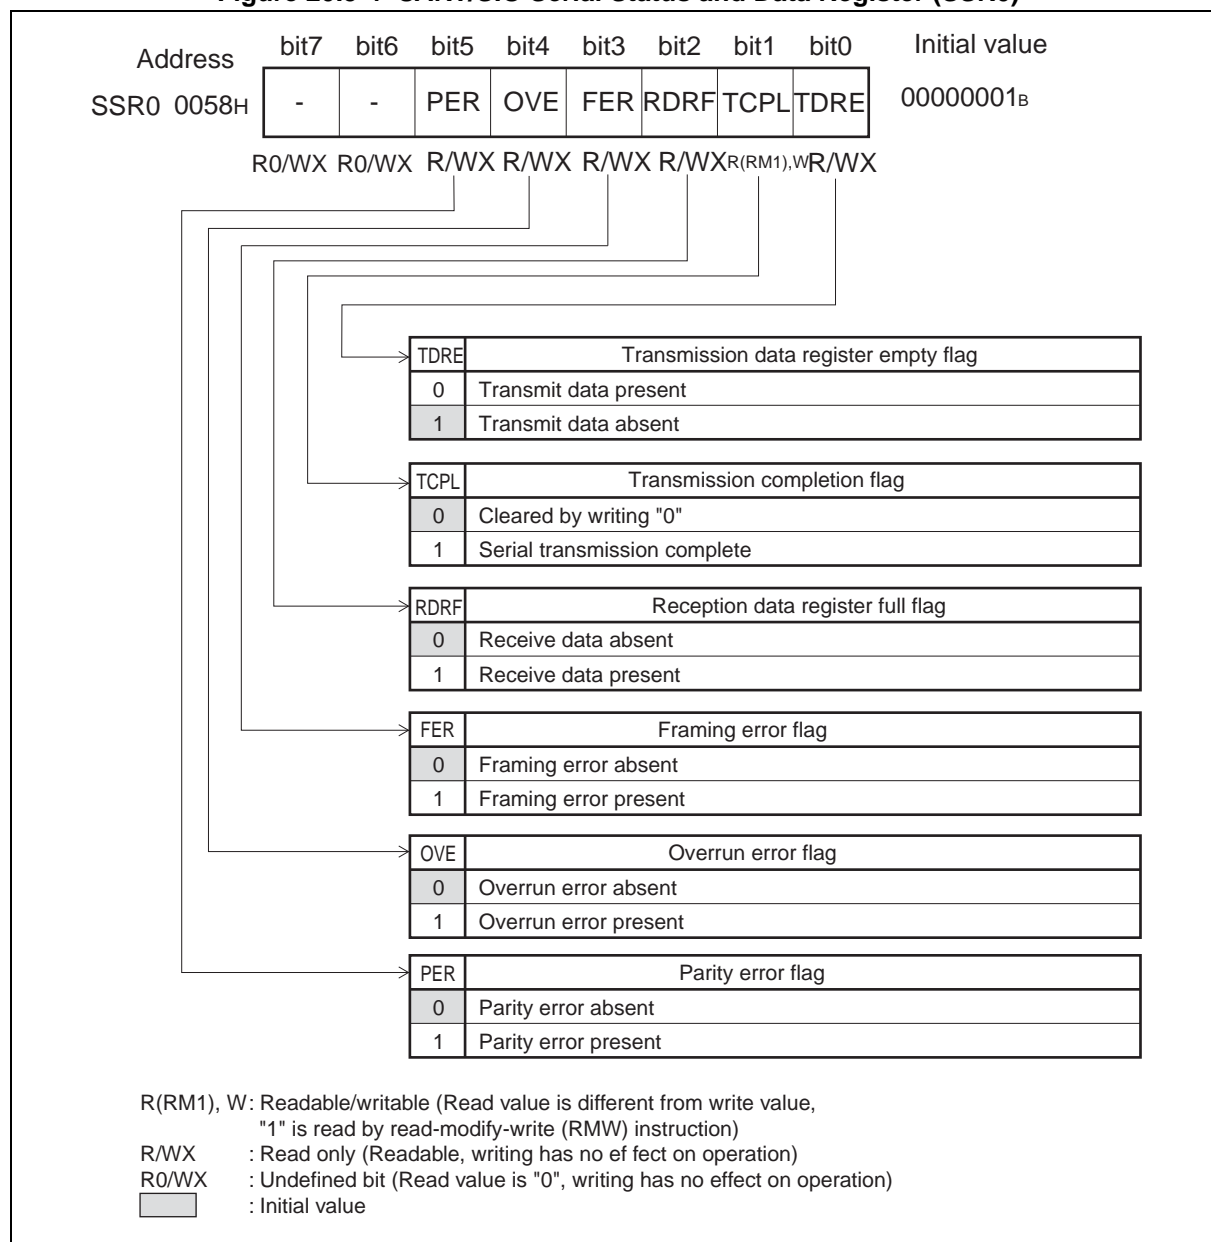 bit7 bit6 bit5 bit4 bit3 bit2 bit1 bit0 Initial value
Address
SSR0 0058H - - PER OVE FER RDRF TCPL TDRE 00000001B
R0/WX R0/WX R/WX R/WX R/WX R/WX R(RM1),W R/WX
TDRE Transmission data register empty flag
0 Transmit data present
1 Transmit data absent
TCPL Transmission completion flag
0 Cleared by writing "0"
1 Serial transmission complete
RDRF Reception data register full flag
0 Receive data absent
1 Receive data present
FER Framing error flag
0 Framing error absent
1 Framing error present
OVE Overrun error flag
0 Overrun error absent
1 Overrun error present
PER Parity error flag
0 Parity error absent
1 Parity error present
R(RM1), W : Readable/writable (Read value is different from write value,
"1" is read by read-modify-write (RMW) instruction)
R/WX : Read only (Readable, writing has no ef fect on operation)
R0/WX : Undefined bit (Read value is "0", writing has no effect on operation)
: Initial value